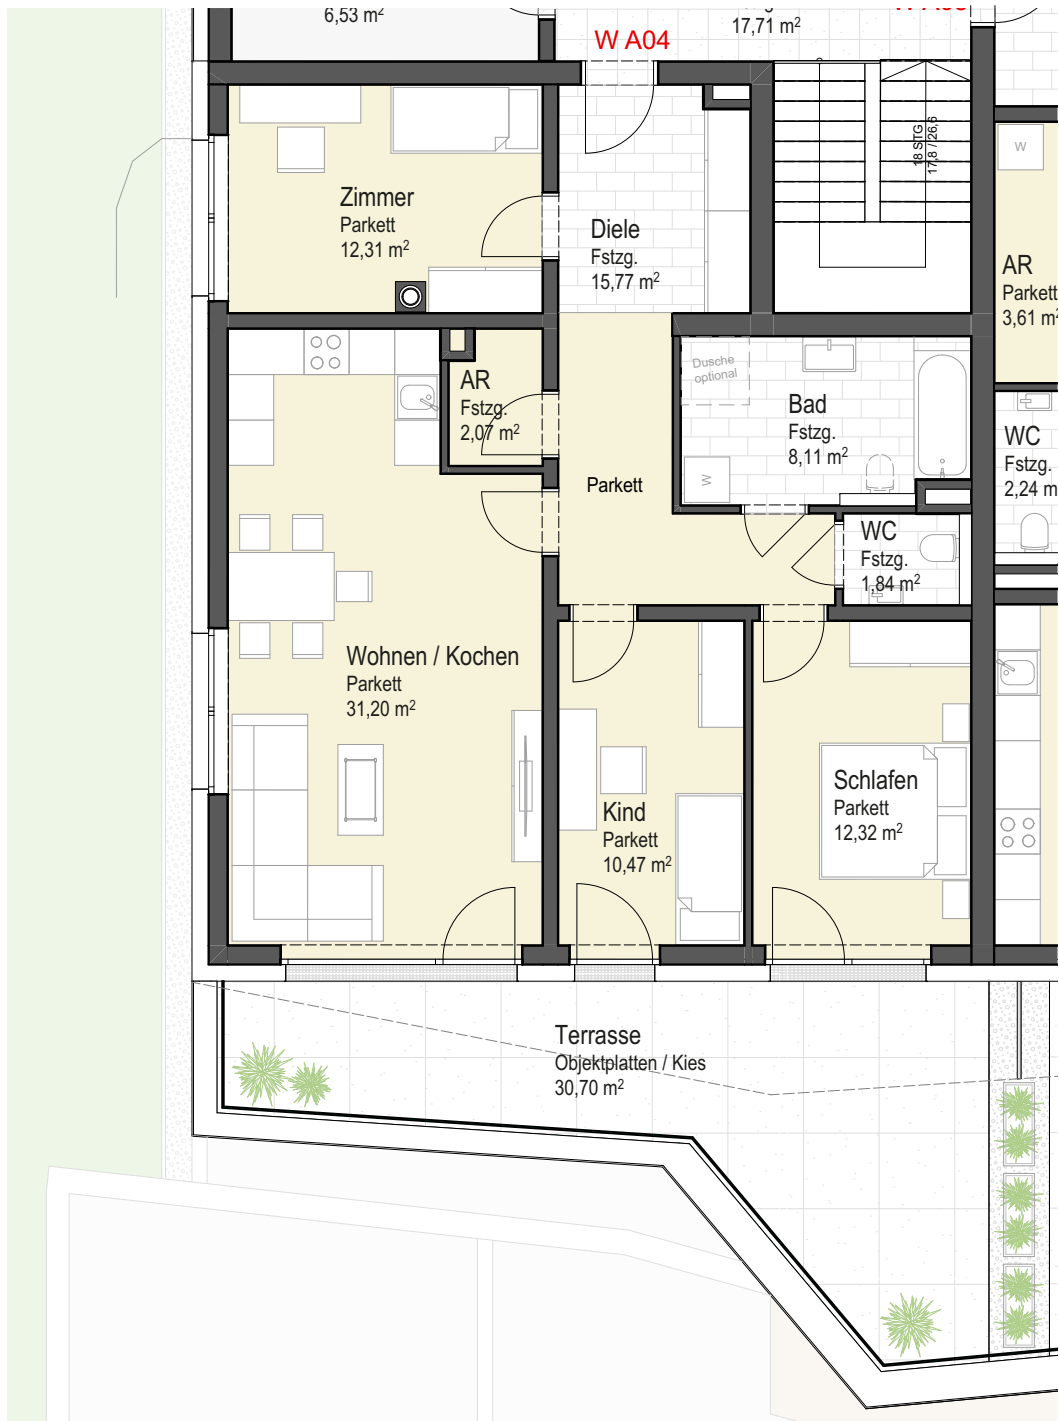 6,53 m²
17,71 m²
W A04
18 STG
17,8 / 26,6
W
Zimmer
Parkett
12,31 m²
Diele
Fstzg.
15,77 m²
AR
Parkett
3,61 m²
Dusche
optional
AR
Fstzg.
2,07 m²
Bad
Fstzg.
8,11 m²
W
WC
Fstzg.
2,24 m
Parkett
WC
Fstzg.
1,84 m²
Wohnen / Kochen
Parkett
31,20 m²
Kind
Parkett
10,47 m²
Schlafen
Parkett
12,32 m²
Terrasse
Objektplatten / Kies
30,70 m²